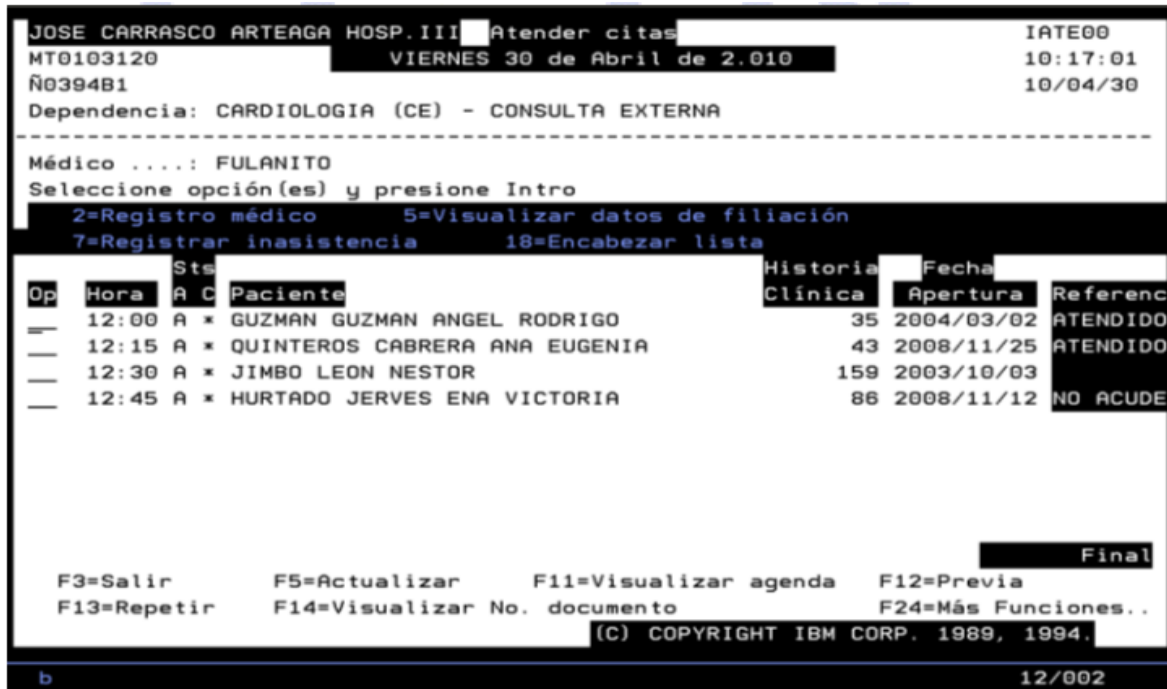 JOSE CARRASCO ARTEAGA HOSP.III Atender citas IATE00
MT0103120 VIERNES 30 de Abril de 2.010 10:17:01
Ñ0394B1 10/04/30
Dependencia: CARDIOLOGIA (CE) - CONSULTA EXTERNA
Médico ....: FULANITO
Seleccione opción(es) y presione Intro
2=Registro médico 5=Visualizar datos de filiación
7=Registrar inasistencia 18=Encabezar lista
Sts Historia Fecha
Op Hora A C Paciente Clínica Apertura Referenc
__ 12:00 A * GUZMAN GUZMAN ANGEL RODRIGO 35 2004/03/02 ATENDIDO
__ 12:15 A * QUINTEROS CABRERA ANA EUGENIA 43 2008/11/25 ATENDIDO
__ 12:30 A * JIMBO LEON NESTOR 159 2003/10/03
__ 12:45 A * HURTADO JERVES ENA VICTORIA 86 2008/11/12 NO ACUDE
Final
F3=Salir F5=Actualizar F11=Visualizar agenda F12=Previa
F13=Repetir F14=Visualizar No. documento F24=Más Funciones..
(C) COPYRIGHT IBM CORP. 1989, 1994.
b 12/002